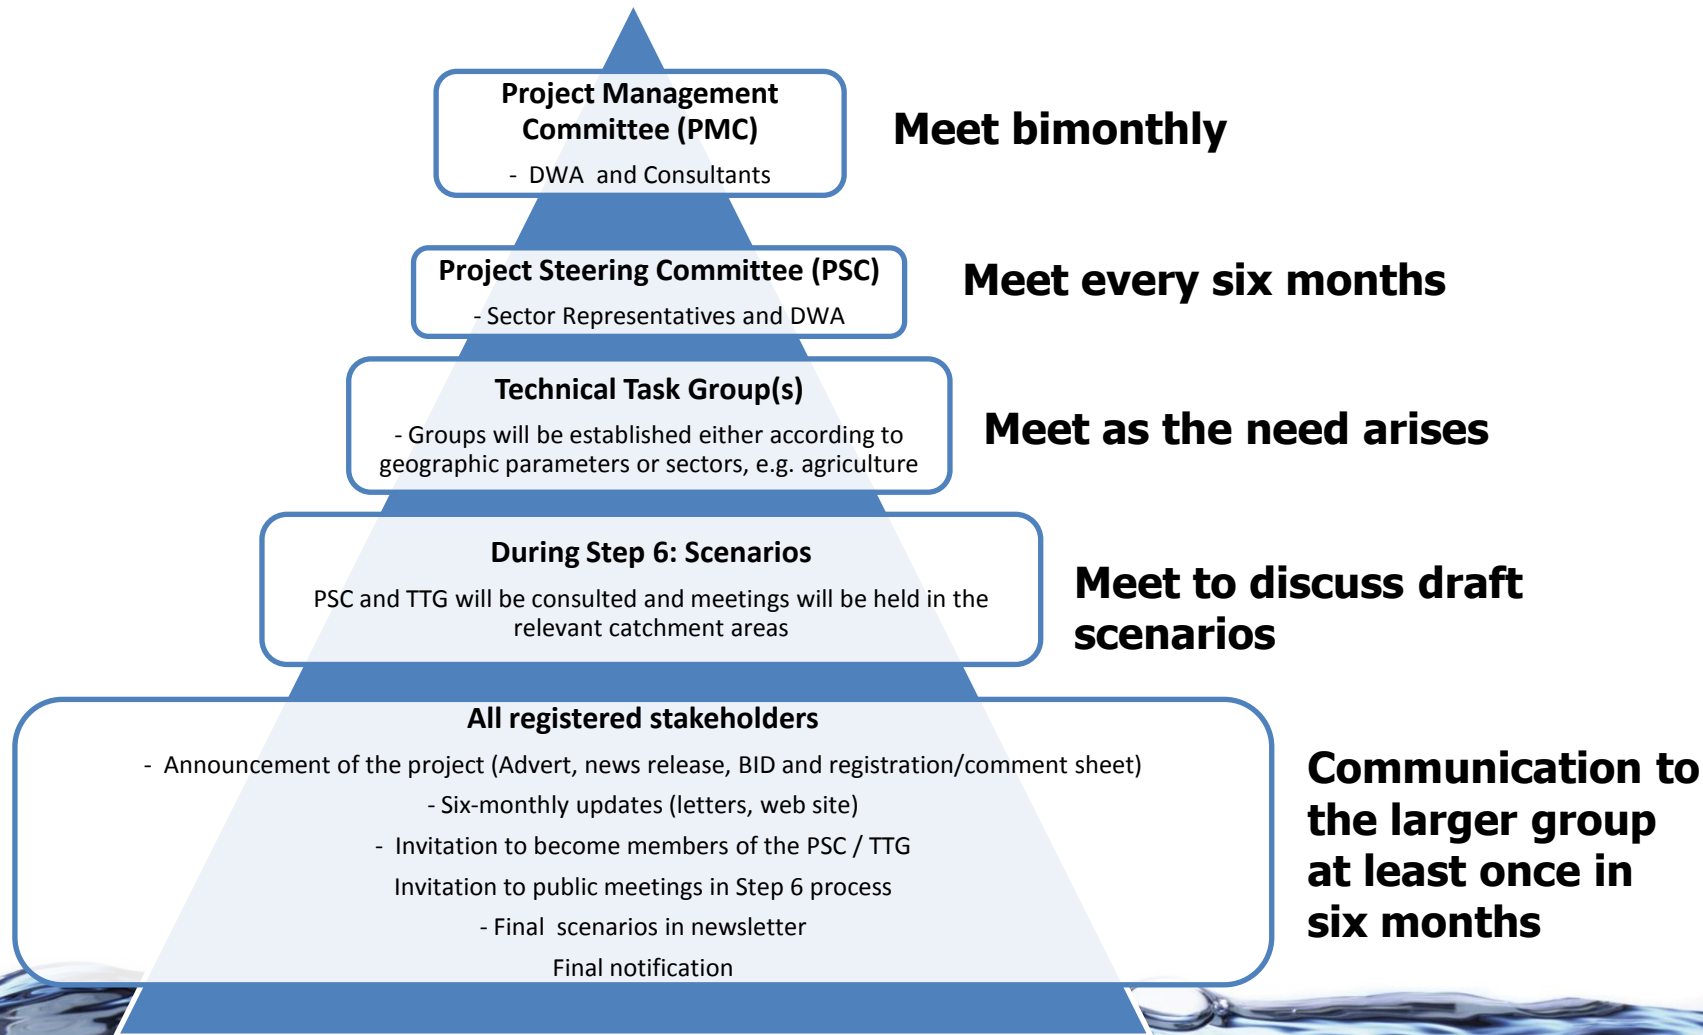 Project Management
Committee (PMC)
- DWA and Consultants
Meet bimonthly
Project Steering Committee (PSC)
- Sector Representatives and DWA
Meet every six months
Technical Task Group(s)
- Groups will be established either according to
geographic parameters or sectors, e.g. agriculture
Meet as the need arises
During Step 6: Scenarios
PSC and TTG will be consulted and meetings will be held in the
relevant catchment areas
Meet to discuss draft
scenarios
All registered stakeholders
- Announcement of the project (Advert, news release, BID and registration/comment sheet)
- Six-monthly updates (letters, web site)
- Invitation to become members of the PSC / TTG
Invitation to public meetings in Step 6 process
- Final scenarios in newsletter
Final notification
Communication to
the larger group
at least once in
six months